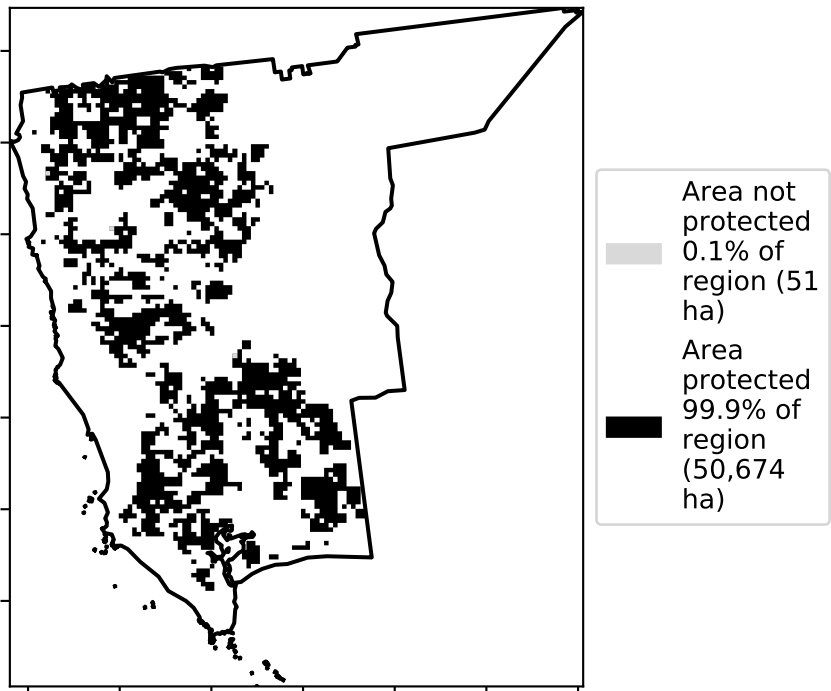 Area not
protected
0.1% of
region (51
ha)
Area
protected
99.9% of
region
(50,674
ha)